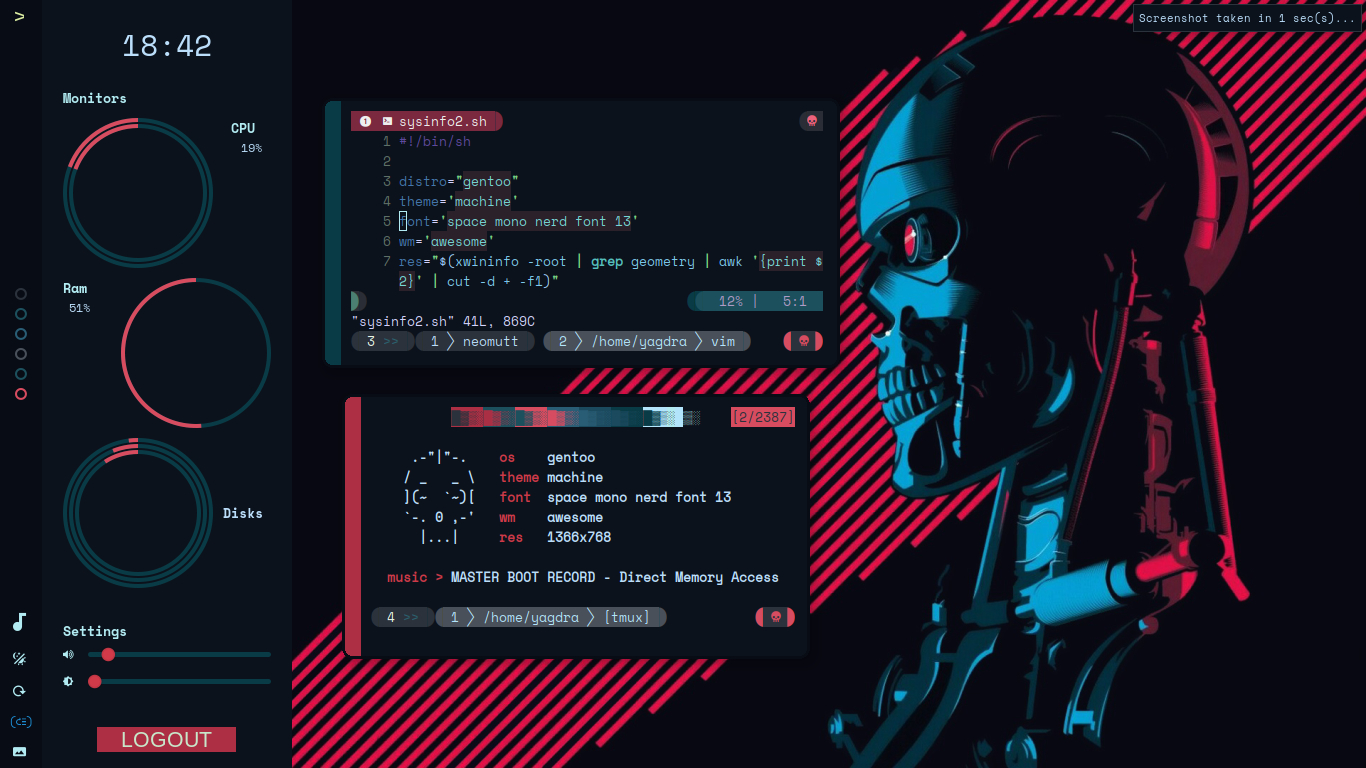 >
18:42
Monitors
CPU
19%
Ram
51%
Disks
Settings
LOGOUT
Screenshot taken in 1 sec(s)...
1 sysinfo2.sh
1 #!/bin/sh
2
3 distro="gentoo"
4 theme='machine'
5 font='space mono nerd font 13'
6 wm='awesome'
7 res="$(xwininfo -root | grep geometry | awk '{print $
2}' | cut -d + -f1)"
12% | 5:1
"sysinfo2.sh" 41L, 869C
3 >> 1 neomutt 2 /home/yagdra vim
[2/2387]
.-"|"-.
/ _   _ \
](~  `~)[
`-. 0 ,-'
|...|
os gentoo
theme machine
font space mono nerd font 13
wm awesome
res 1366x768
music > MASTER BOOT RECORD - Direct Memory Access
4 >> 1 /home/yagdra [tmux]